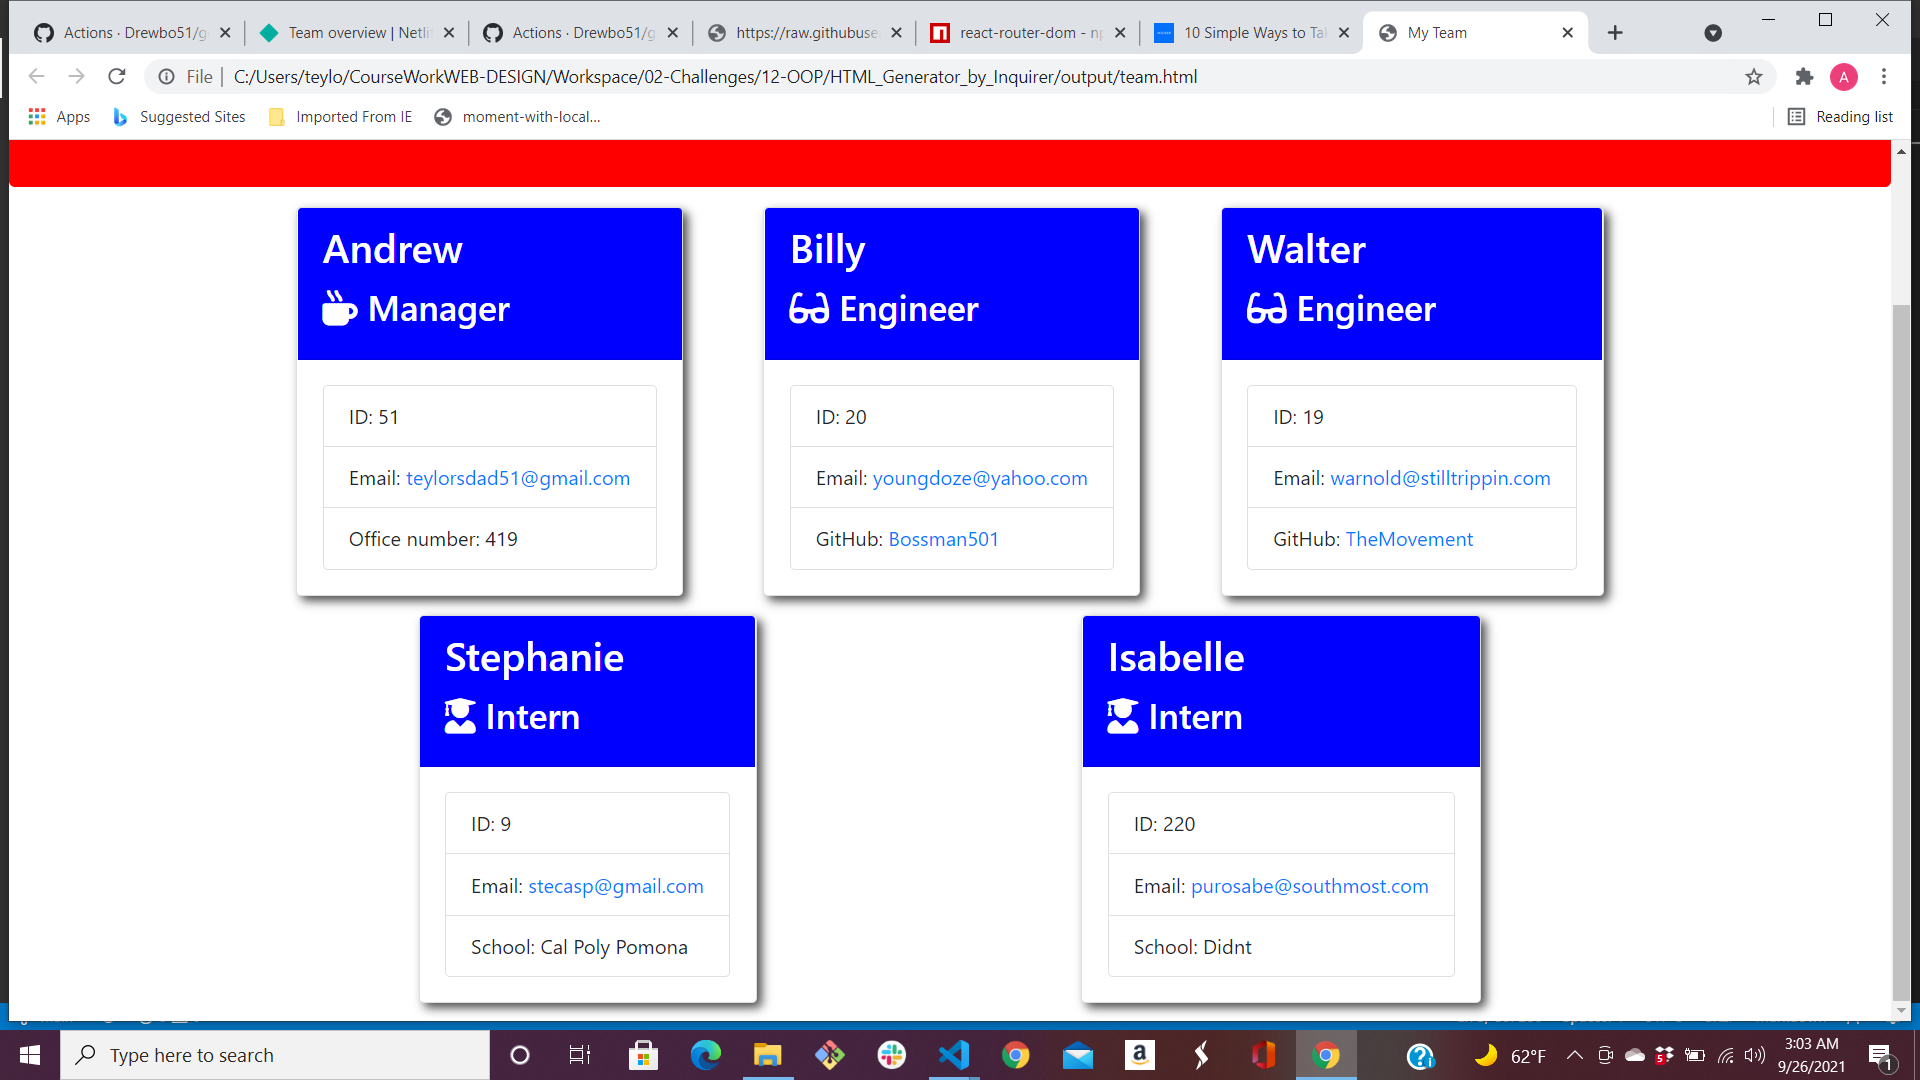 Actions · Drewbo51/g
Team overview | Netli
Actions · Drewbo51/g
https://raw.githubuse
react-router-dom - np
10 Simple Ways to Tal
My Team
File
C:/Users/teylo/CourseWorkWEB-DESIGN/Workspace/02-Challenges/12-OOP/HTML_Generator_by_Inquirer/output/team.html
A
Apps
Suggested Sites
Imported From IE
moment-with-local...
Reading list
Andrew
Manager
ID: 51
Email: teylorsdad51@gmail.com
Office number: 419
Billy
Engineer
ID: 20
Email: youngdoze@yahoo.com
GitHub: Bossman501
Walter
Engineer
ID: 19
Email: warnold@stilltrippin.com
GitHub: TheMovement
Stephanie
Intern
ID: 9
Email: stecasp@gmail.com
School: Cal Poly Pomona
Isabelle
Intern
ID: 220
Email: purosabe@southmost.com
School: Didnt
Type here to search
62°F
3:03 AM
9/26/2021
1